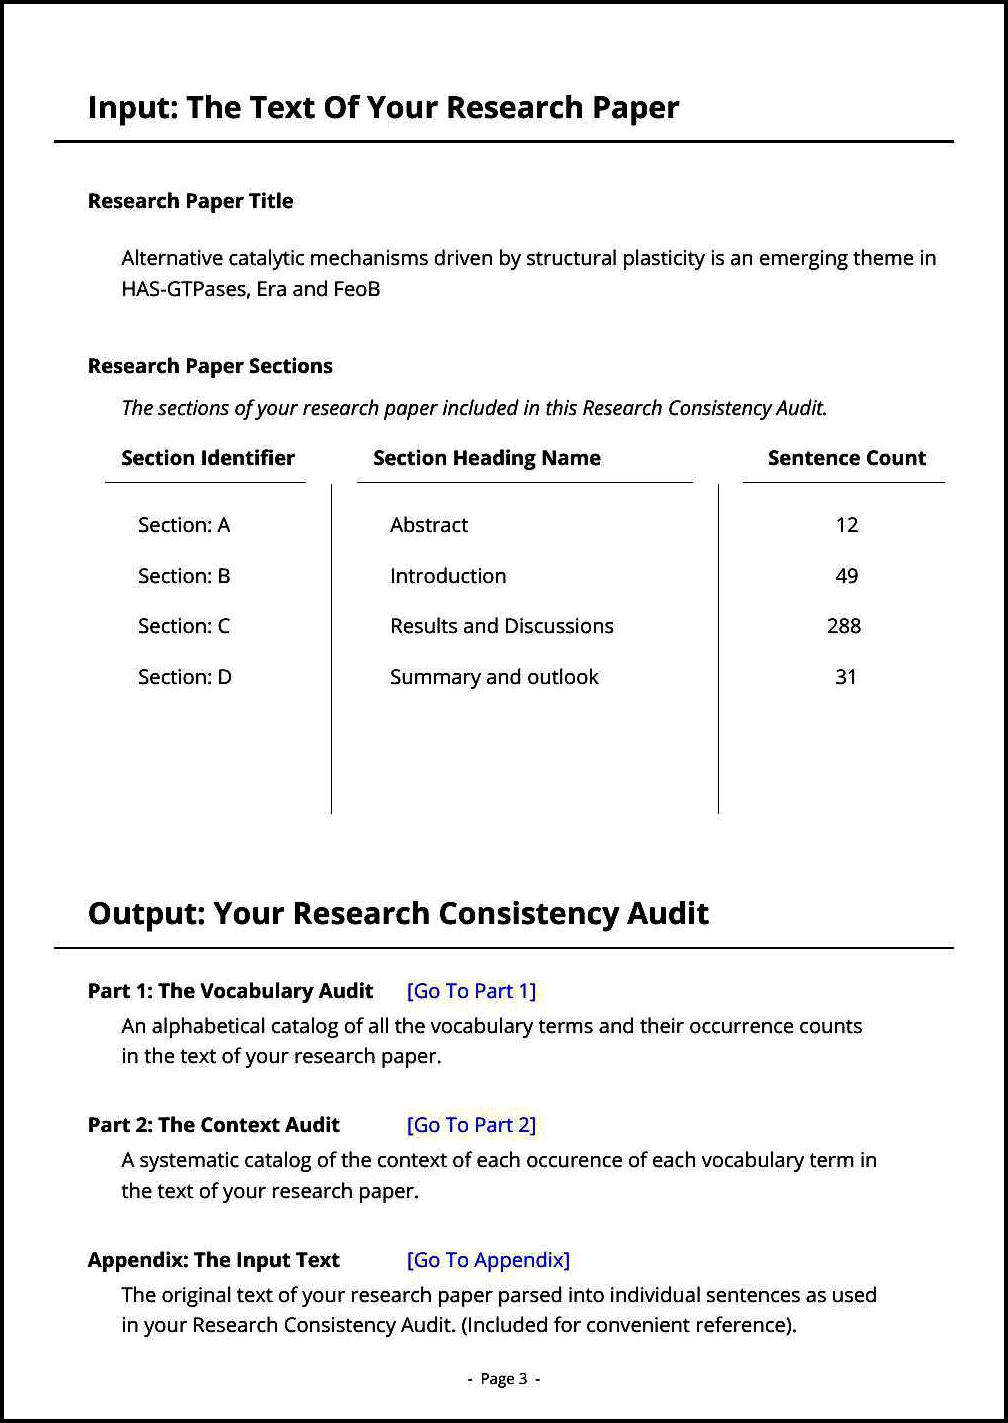 Input: The Text Of Your Research Paper
Research Paper Title
Alternative catalytic mechanisms driven by structural plasticity is an emerging theme in
HAS-GTPases, Era and FeoB
Research Paper Sections
The sections of your research paper included in this Research Consistency Audit.
Section Identifier Section Heading Name Sentence Count
Section: A Abstract 12
Section: B Introduction 49
Section: C Results and Discussions 288
Section: D Summary and outlook 31
Output: Your Research Consistency Audit
Part 1: The Vocabulary Audit [Go To Part 1]
An alphabetical catalog of all the vocabulary terms and their occurrence counts
in the text of your research paper.
Part 2: The Context Audit [Go To Part 2]
A systematic catalog of the context of each occurence of each vocabulary term in
the text of your research paper.
Appendix: The Input Text [Go To Appendix]
The original text of your research paper parsed into individual sentences as used
in your Research Consistency Audit. (Included for convenient reference).
- Page 3 -